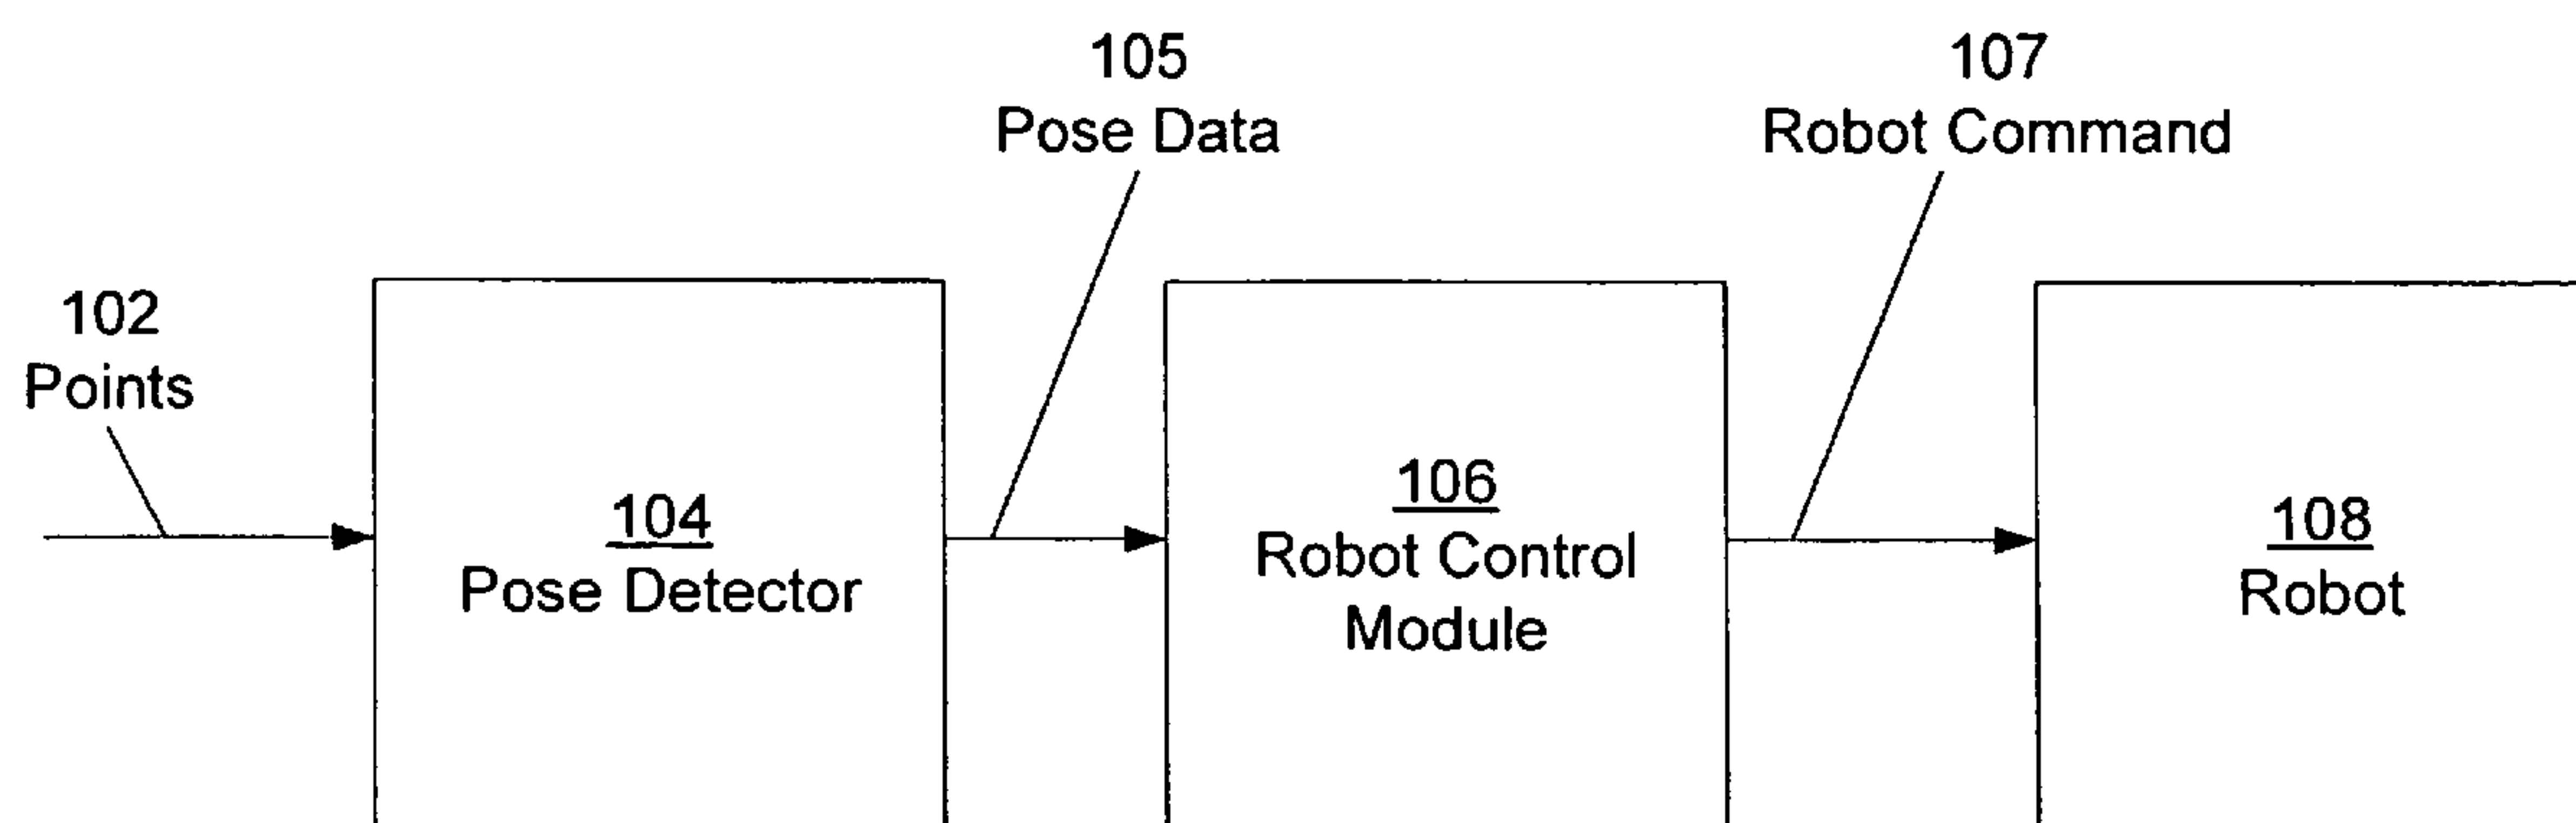 105
Pose Data
107
Robot Command
102
Points
104
Pose Detector
106
Robot Control
Module
108
Robot